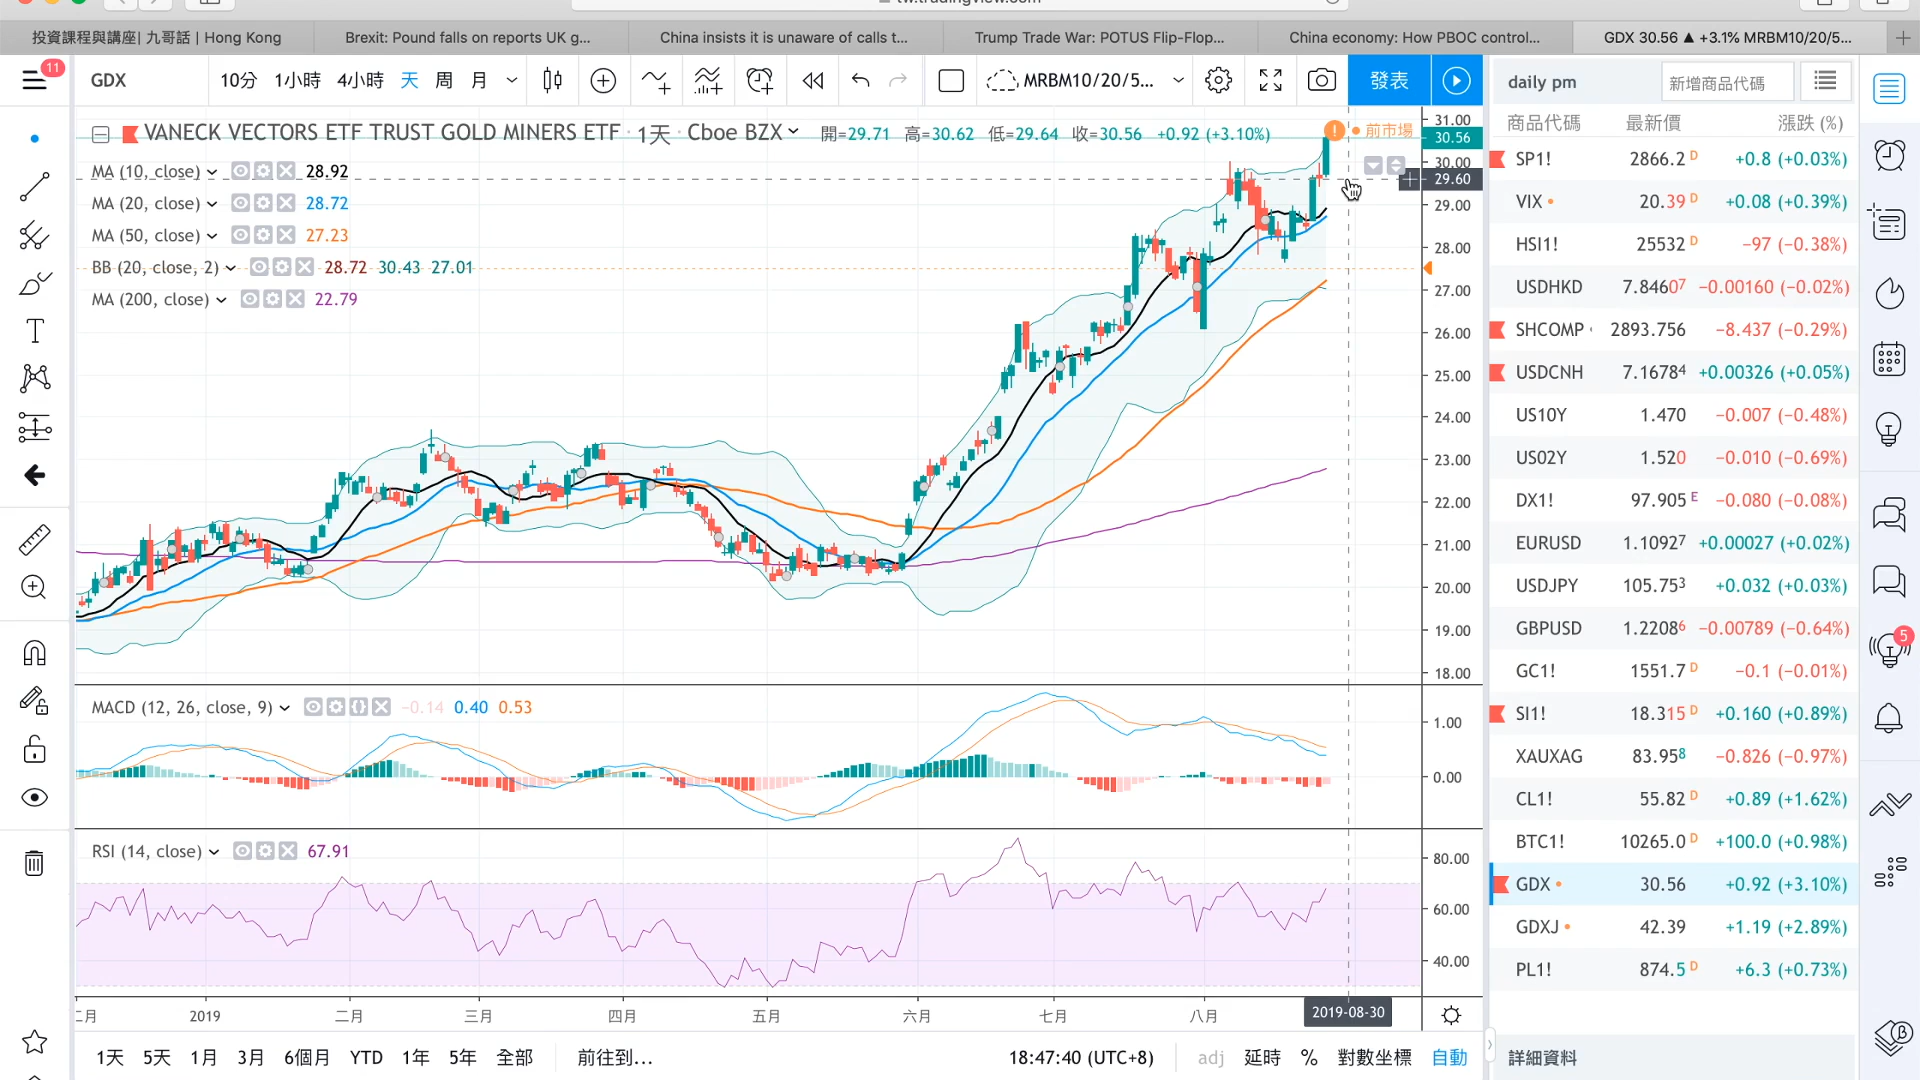 投資課程與講座| 九哥話 | Hong Kong
Brexit: Pound falls on reports UK g...
China insists it is unaware of calls t...
Trump Trade War: POTUS Flip-Flop...
China economy: How PBOC control...
GDX 30.56 ▲ +3.1% MRBM10/20/5...
11
GDX
10分 1小時 4小時 天 周 月
MRBM10/20/5...
發表
VANECK VECTORS ETF TRUST GOLD MINERS ETF · 1天 · Cboe BZX
開=29.71 高=30.62 低=29.64 收=30.56 +0.92 (+3.10%)
前市場
MA (10, close) 28.92
MA (20, close) 28.72
MA (50, close) 27.23
BB (20, close, 2) 28.72 30.43 27.01
MA (200, close) 22.79
31.00
30.56
30.00
29.60
29.00
28.00
27.00
26.00
25.00
24.00
23.00
22.00
21.00
20.00
19.00
18.00
MACD (12, 26, close, 9) −0.14 0.40 0.53
1.00
0.00
RSI (14, close) 67.91
80.00
60.00
40.00
2019 二月 三月 四月 五月 六月 七月 八月 2019-08-30
1天 5天 1月 3月 6個月 YTD 1年 5年 全部 前往到...
18:47:40 (UTC+8) adj 延時 % 對數坐標 自動
daily pm 新增商品代碼
商品代碼 最新價 漲跌 (%)
SP1! 2866.2 D +0.8 (+0.03%)
VIX 20.39 D +0.08 (+0.39%)
HSI1! 25532 D −97 (−0.38%)
USDHKD 7.84607 −0.00160 (−0.02%)
SHCOMP 2893.756 −8.437 (−0.29%)
USDCNH 7.16784 +0.00326 (+0.05%)
US10Y 1.470 −0.007 (−0.48%)
US02Y 1.520 −0.010 (−0.69%)
DX1! 97.905 E −0.080 (−0.08%)
EURUSD 1.10927 +0.00027 (+0.02%)
USDJPY 105.753 +0.032 (+0.03%)
GBPUSD 1.22086 −0.00789 (−0.64%)
GC1! 1551.7 D −0.1 (−0.01%)
SI1! 18.315 D +0.160 (+0.89%)
XAUXAG 83.958 −0.826 (−0.97%)
CL1! 55.82 D +0.89 (+1.62%)
BTC1! 10265.0 D +100.0 (+0.98%)
GDX 30.56 +0.92 (+3.10%)
GDXJ 42.39 +1.19 (+2.89%)
PL1! 874.5 D +6.3 (+0.73%)
詳細資料
5